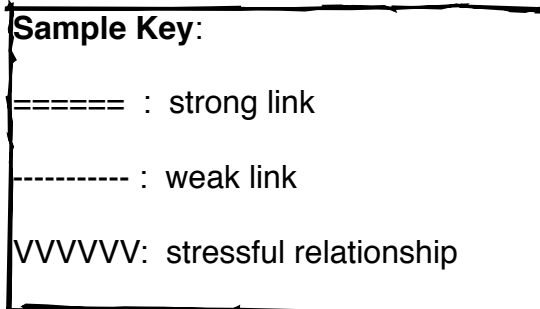 Sample Key:
====== : strong link
----------- : weak link
VVVVVV: stressful relationship